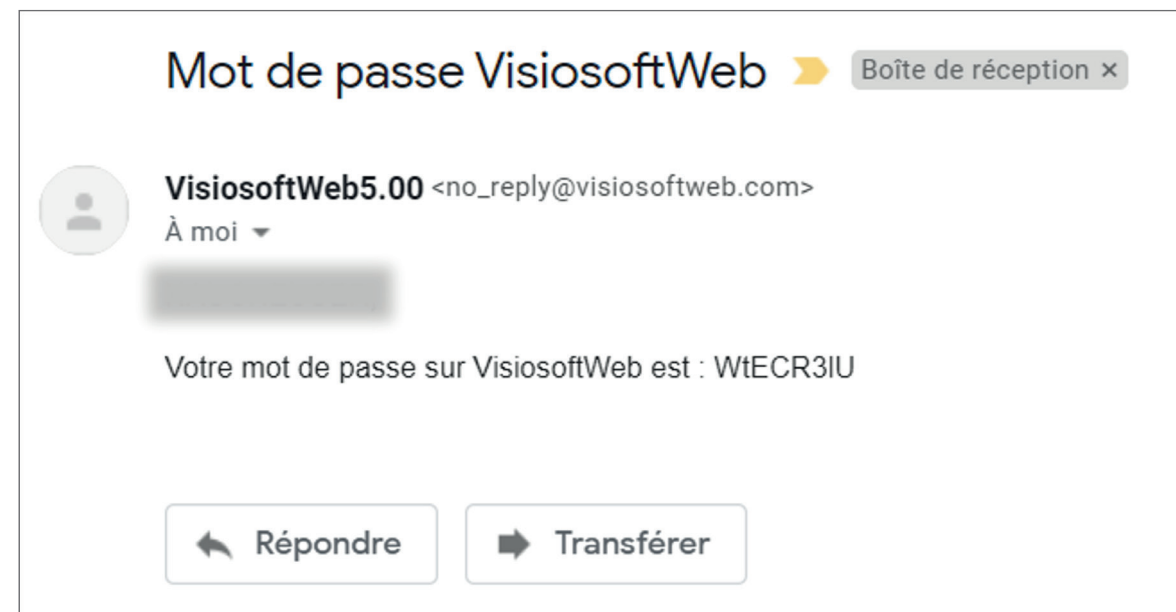 Mot de passe VisiosoftWeb Boîte de réception ×
VisiosoftWeb5.00 <no_reply@visiosoftweb.com>
À moi
Votre mot de passe sur VisiosoftWeb est : WtECR3lU
Répondre Transférer